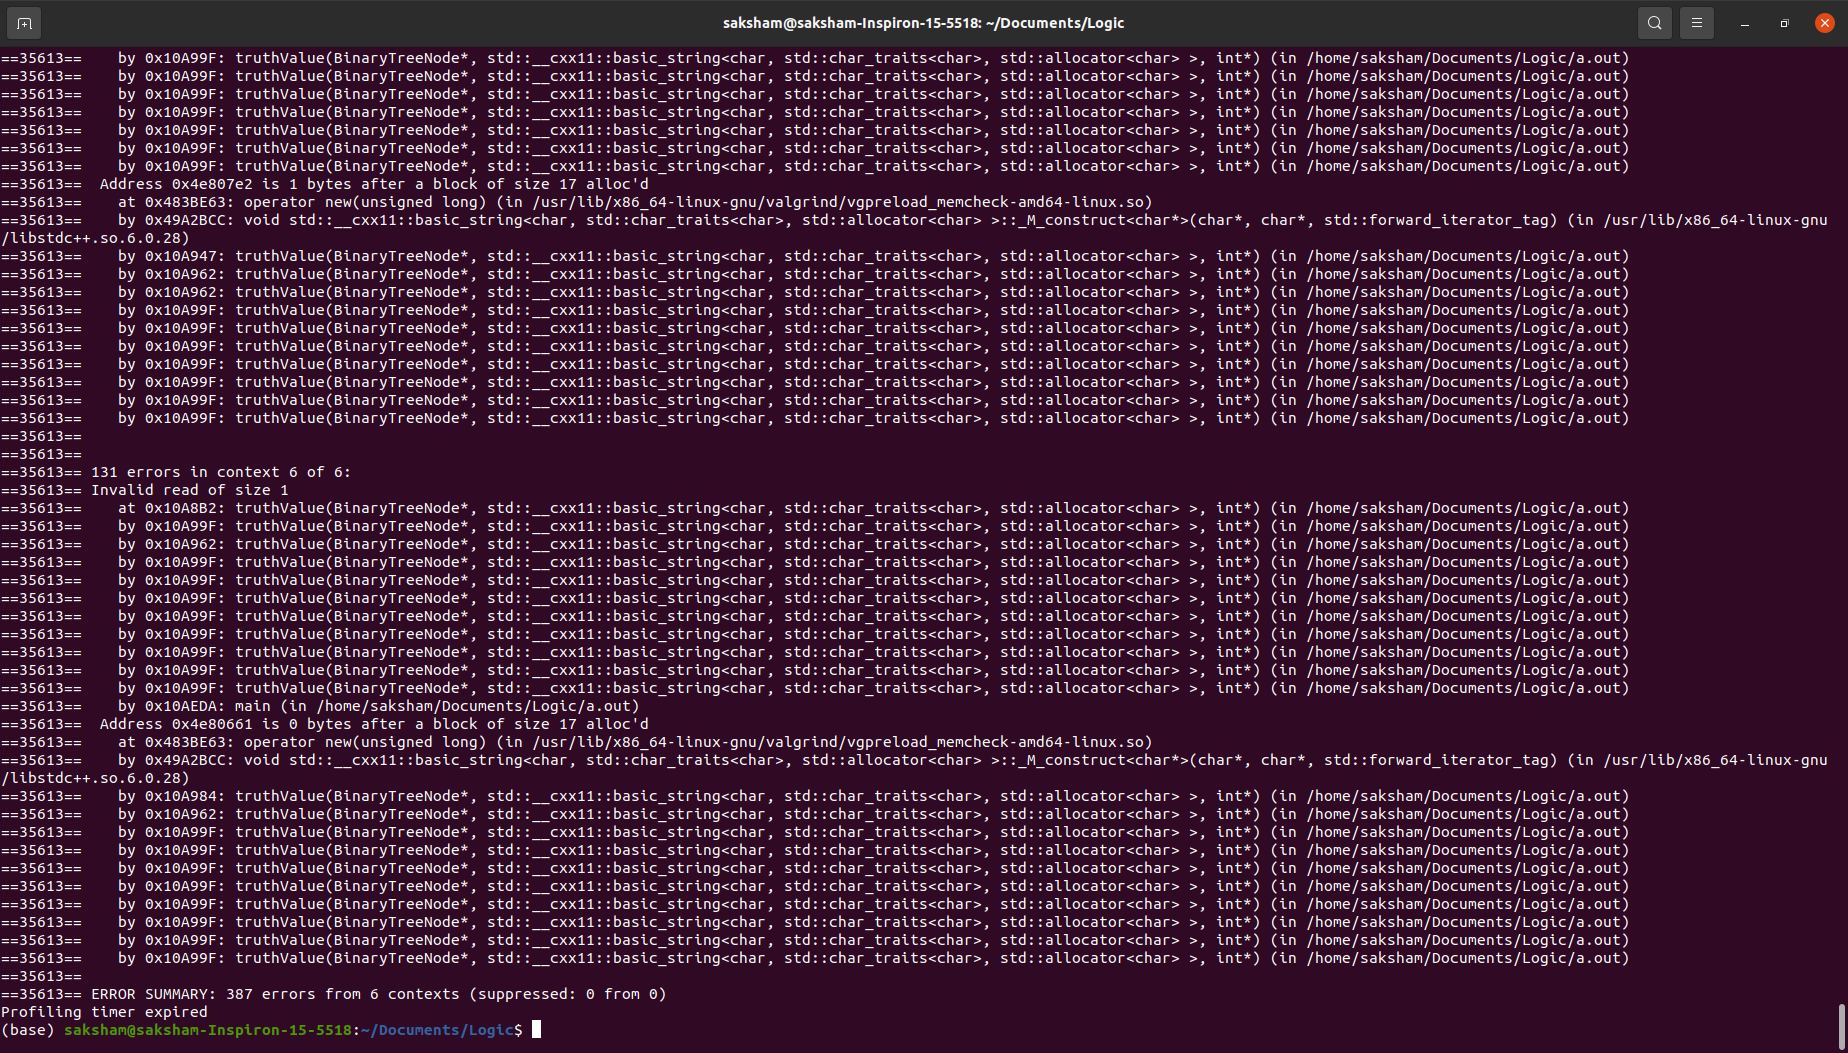 saksham@saksham-Inspiron-15-5518: ~/Documents/Logic
==35613==    by 0x10A99F: truthValue(BinaryTreeNode*, std::__cxx11::basic_string<char, std::char_traits<char>, std::allocator<char> >, int*) (in /home/saksham/Documents/Logic/a.out)
==35613==    by 0x10A99F: truthValue(BinaryTreeNode*, std::__cxx11::basic_string<char, std::char_traits<char>, std::allocator<char> >, int*) (in /home/saksham/Documents/Logic/a.out)
==35613==    by 0x10A99F: truthValue(BinaryTreeNode*, std::__cxx11::basic_string<char, std::char_traits<char>, std::allocator<char> >, int*) (in /home/saksham/Documents/Logic/a.out)
==35613==    by 0x10A99F: truthValue(BinaryTreeNode*, std::__cxx11::basic_string<char, std::char_traits<char>, std::allocator<char> >, int*) (in /home/saksham/Documents/Logic/a.out)
==35613==    by 0x10A99F: truthValue(BinaryTreeNode*, std::__cxx11::basic_string<char, std::char_traits<char>, std::allocator<char> >, int*) (in /home/saksham/Documents/Logic/a.out)
==35613==    by 0x10A99F: truthValue(BinaryTreeNode*, std::__cxx11::basic_string<char, std::char_traits<char>, std::allocator<char> >, int*) (in /home/saksham/Documents/Logic/a.out)
==35613==    by 0x10A99F: truthValue(BinaryTreeNode*, std::__cxx11::basic_string<char, std::char_traits<char>, std::allocator<char> >, int*) (in /home/saksham/Documents/Logic/a.out)
==35613==  Address 0x4e807e2 is 1 bytes after a block of size 17 alloc'd
==35613==    at 0x483BE63: operator new(unsigned long) (in /usr/lib/x86_64-linux-gnu/valgrind/vgpreload_memcheck-amd64-linux.so)
==35613==    by 0x49A2BCC: void std::__cxx11::basic_string<char, std::char_traits<char>, std::allocator<char> >::_M_construct<char*>(char*, char*, std::forward_iterator_tag) (in /usr/lib/x86_64-linux-gnu
/libstdc++.so.6.0.28)
==35613==    by 0x10A947: truthValue(BinaryTreeNode*, std::__cxx11::basic_string<char, std::char_traits<char>, std::allocator<char> >, int*) (in /home/saksham/Documents/Logic/a.out)
==35613==    by 0x10A962: truthValue(BinaryTreeNode*, std::__cxx11::basic_string<char, std::char_traits<char>, std::allocator<char> >, int*) (in /home/saksham/Documents/Logic/a.out)
==35613==    by 0x10A962: truthValue(BinaryTreeNode*, std::__cxx11::basic_string<char, std::char_traits<char>, std::allocator<char> >, int*) (in /home/saksham/Documents/Logic/a.out)
==35613==    by 0x10A99F: truthValue(BinaryTreeNode*, std::__cxx11::basic_string<char, std::char_traits<char>, std::allocator<char> >, int*) (in /home/saksham/Documents/Logic/a.out)
==35613==    by 0x10A99F: truthValue(BinaryTreeNode*, std::__cxx11::basic_string<char, std::char_traits<char>, std::allocator<char> >, int*) (in /home/saksham/Documents/Logic/a.out)
==35613==    by 0x10A99F: truthValue(BinaryTreeNode*, std::__cxx11::basic_string<char, std::char_traits<char>, std::allocator<char> >, int*) (in /home/saksham/Documents/Logic/a.out)
==35613==    by 0x10A99F: truthValue(BinaryTreeNode*, std::__cxx11::basic_string<char, std::char_traits<char>, std::allocator<char> >, int*) (in /home/saksham/Documents/Logic/a.out)
==35613==    by 0x10A99F: truthValue(BinaryTreeNode*, std::__cxx11::basic_string<char, std::char_traits<char>, std::allocator<char> >, int*) (in /home/saksham/Documents/Logic/a.out)
==35613==    by 0x10A99F: truthValue(BinaryTreeNode*, std::__cxx11::basic_string<char, std::char_traits<char>, std::allocator<char> >, int*) (in /home/saksham/Documents/Logic/a.out)
==35613==    by 0x10A99F: truthValue(BinaryTreeNode*, std::__cxx11::basic_string<char, std::char_traits<char>, std::allocator<char> >, int*) (in /home/saksham/Documents/Logic/a.out)
==35613==
==35613==
==35613== 131 errors in context 6 of 6:
==35613== Invalid read of size 1
==35613==    at 0x10A8B2: truthValue(BinaryTreeNode*, std::__cxx11::basic_string<char, std::char_traits<char>, std::allocator<char> >, int*) (in /home/saksham/Documents/Logic/a.out)
==35613==    by 0x10A99F: truthValue(BinaryTreeNode*, std::__cxx11::basic_string<char, std::char_traits<char>, std::allocator<char> >, int*) (in /home/saksham/Documents/Logic/a.out)
==35613==    by 0x10A962: truthValue(BinaryTreeNode*, std::__cxx11::basic_string<char, std::char_traits<char>, std::allocator<char> >, int*) (in /home/saksham/Documents/Logic/a.out)
==35613==    by 0x10A99F: truthValue(BinaryTreeNode*, std::__cxx11::basic_string<char, std::char_traits<char>, std::allocator<char> >, int*) (in /home/saksham/Documents/Logic/a.out)
==35613==    by 0x10A99F: truthValue(BinaryTreeNode*, std::__cxx11::basic_string<char, std::char_traits<char>, std::allocator<char> >, int*) (in /home/saksham/Documents/Logic/a.out)
==35613==    by 0x10A99F: truthValue(BinaryTreeNode*, std::__cxx11::basic_string<char, std::char_traits<char>, std::allocator<char> >, int*) (in /home/saksham/Documents/Logic/a.out)
==35613==    by 0x10A99F: truthValue(BinaryTreeNode*, std::__cxx11::basic_string<char, std::char_traits<char>, std::allocator<char> >, int*) (in /home/saksham/Documents/Logic/a.out)
==35613==    by 0x10A99F: truthValue(BinaryTreeNode*, std::__cxx11::basic_string<char, std::char_traits<char>, std::allocator<char> >, int*) (in /home/saksham/Documents/Logic/a.out)
==35613==    by 0x10A99F: truthValue(BinaryTreeNode*, std::__cxx11::basic_string<char, std::char_traits<char>, std::allocator<char> >, int*) (in /home/saksham/Documents/Logic/a.out)
==35613==    by 0x10A99F: truthValue(BinaryTreeNode*, std::__cxx11::basic_string<char, std::char_traits<char>, std::allocator<char> >, int*) (in /home/saksham/Documents/Logic/a.out)
==35613==    by 0x10A99F: truthValue(BinaryTreeNode*, std::__cxx11::basic_string<char, std::char_traits<char>, std::allocator<char> >, int*) (in /home/saksham/Documents/Logic/a.out)
==35613==    by 0x10AEDA: main (in /home/saksham/Documents/Logic/a.out)
==35613==  Address 0x4e80661 is 0 bytes after a block of size 17 alloc'd
==35613==    at 0x483BE63: operator new(unsigned long) (in /usr/lib/x86_64-linux-gnu/valgrind/vgpreload_memcheck-amd64-linux.so)
==35613==    by 0x49A2BCC: void std::__cxx11::basic_string<char, std::char_traits<char>, std::allocator<char> >::_M_construct<char*>(char*, char*, std::forward_iterator_tag) (in /usr/lib/x86_64-linux-gnu
/libstdc++.so.6.0.28)
==35613==    by 0x10A984: truthValue(BinaryTreeNode*, std::__cxx11::basic_string<char, std::char_traits<char>, std::allocator<char> >, int*) (in /home/saksham/Documents/Logic/a.out)
==35613==    by 0x10A962: truthValue(BinaryTreeNode*, std::__cxx11::basic_string<char, std::char_traits<char>, std::allocator<char> >, int*) (in /home/saksham/Documents/Logic/a.out)
==35613==    by 0x10A99F: truthValue(BinaryTreeNode*, std::__cxx11::basic_string<char, std::char_traits<char>, std::allocator<char> >, int*) (in /home/saksham/Documents/Logic/a.out)
==35613==    by 0x10A99F: truthValue(BinaryTreeNode*, std::__cxx11::basic_string<char, std::char_traits<char>, std::allocator<char> >, int*) (in /home/saksham/Documents/Logic/a.out)
==35613==    by 0x10A99F: truthValue(BinaryTreeNode*, std::__cxx11::basic_string<char, std::char_traits<char>, std::allocator<char> >, int*) (in /home/saksham/Documents/Logic/a.out)
==35613==    by 0x10A99F: truthValue(BinaryTreeNode*, std::__cxx11::basic_string<char, std::char_traits<char>, std::allocator<char> >, int*) (in /home/saksham/Documents/Logic/a.out)
==35613==    by 0x10A99F: truthValue(BinaryTreeNode*, std::__cxx11::basic_string<char, std::char_traits<char>, std::allocator<char> >, int*) (in /home/saksham/Documents/Logic/a.out)
==35613==    by 0x10A99F: truthValue(BinaryTreeNode*, std::__cxx11::basic_string<char, std::char_traits<char>, std::allocator<char> >, int*) (in /home/saksham/Documents/Logic/a.out)
==35613==    by 0x10A99F: truthValue(BinaryTreeNode*, std::__cxx11::basic_string<char, std::char_traits<char>, std::allocator<char> >, int*) (in /home/saksham/Documents/Logic/a.out)
==35613==    by 0x10A99F: truthValue(BinaryTreeNode*, std::__cxx11::basic_string<char, std::char_traits<char>, std::allocator<char> >, int*) (in /home/saksham/Documents/Logic/a.out)
==35613==
==35613== ERROR SUMMARY: 387 errors from 6 contexts (suppressed: 0 from 0)
Profiling timer expired
(base) saksham@saksham-Inspiron-15-5518:~/Documents/Logic$